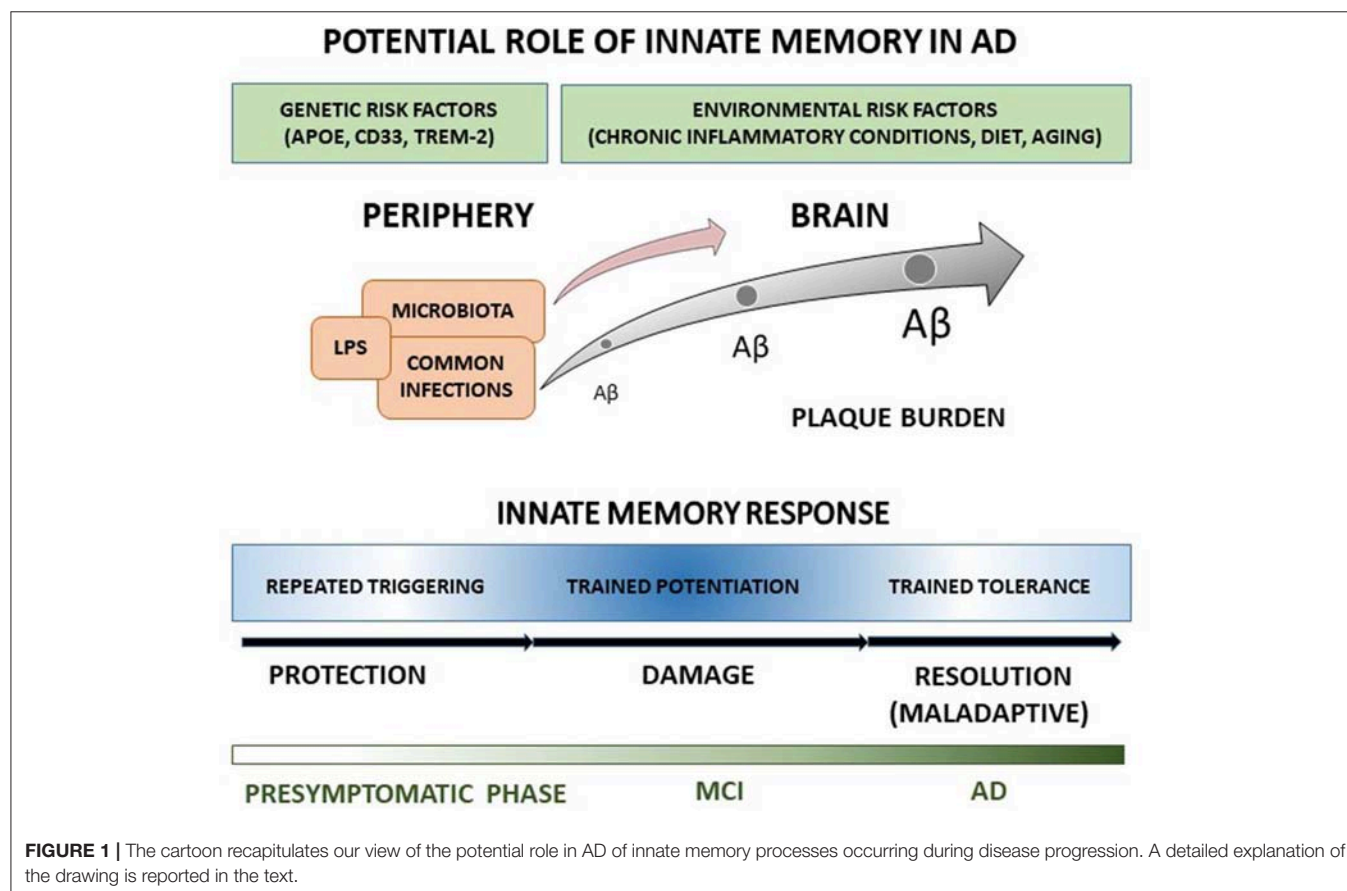 POTENTIAL ROLE OF INNATE MEMORY IN AD
GENETIC RISK FACTORS
(APOE, CD33, TREM-2)
ENVIRONMENTAL RISK FACTORS
(CHRONIC INFLAMMATORY CONDITIONS, DIET, AGING)
PERIPHERY
BRAIN
MICROBIOTA
LPS
COMMON
INFECTIONS
Aβ
Aβ
Aβ
PLAQUE BURDEN
INNATE MEMORY RESPONSE
REPEATED TRIGGERING
TRAINED POTENTIATION
TRAINED TOLERANCE
PROTECTION
DAMAGE
RESOLUTION
(MALADAPTIVE)
PRESYMPTOMATIC PHASE
MCI
AD
FIGURE 1 | The cartoon recapitulates our view of the potential role in AD of innate memory processes occurring during disease progression. A detailed explanation of
the drawing is reported in the text.